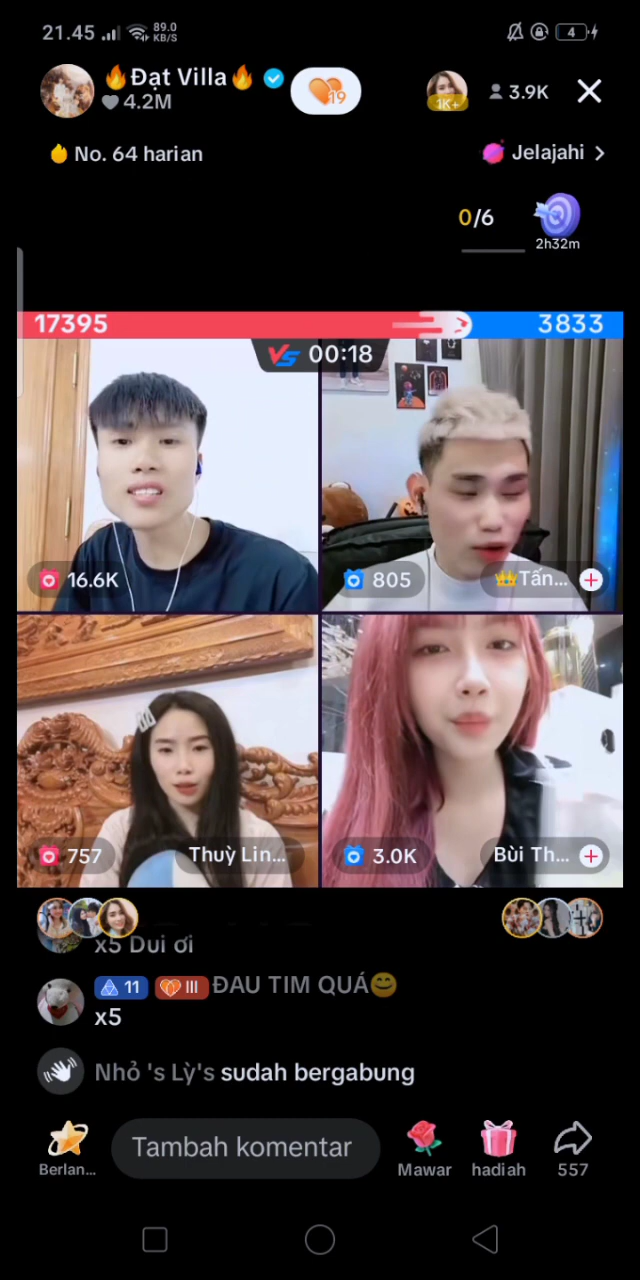 21.45
89.0
KB/S
4
🔥Đạt Villa🔥
4.2M
19
1K+
3.9K
No. 64 harian
Jelajahi
0/6
2h32m
17395
3833
VS 00:18
16.6K
805
👑Tấn...
757
Thuỳ Lin...
3.0K
Bùi Th...
x5 Dui ơi
11 III ĐAU TIM QUÁ😊
x5
Nhỏ 's Lỳ's sudah bergabung
Tambah komentar
Berlan...
Mawar
hadiah
557